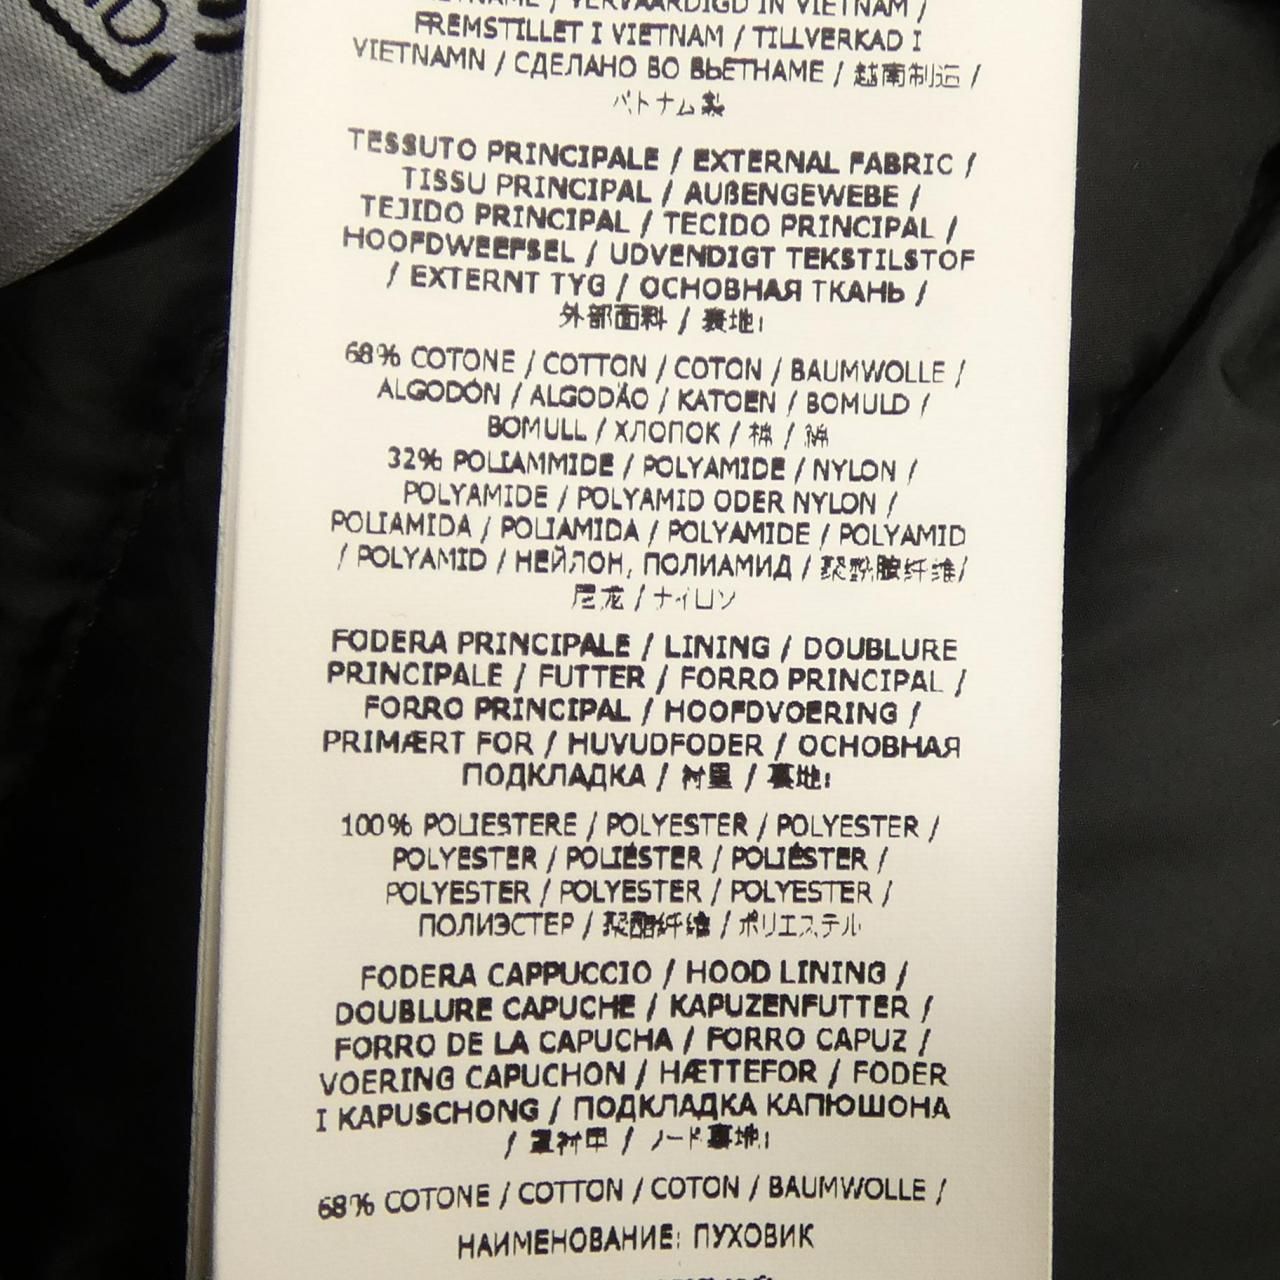 VERVAARDIGD IN VIETNAM /
FREMSTILLET I VIETNAM / TILLVERKAD I
VIETNAMN / СДЕЛАНО ВО ВЬЕТНАМЕ / 越南制造 /
ベトナム製
TESSUTO PRINCIPALE / EXTERNAL FABRIC /
TISSU PRINCIPAL / AUßENGEWEBE /
TEJIDO PRINCIPAL / TECIDO PRINCIPAL /
HOOFDWEEFSEL / UDVENDIGT TEKSTILSTOF
/ EXTERNT TYG / ОСНОВНАЯ ТКАНЬ /
外部面料 / 表地:
68% COTONE / COTTON / COTON / BAUMWOLLE /
ALGODÓN / ALGODÃO / KATOEN / BOMULD /
BOMULL / ХЛОПОК / 棉 / 綿
32% POLIAMMIDE / POLYAMIDE / NYLON /
POLYAMIDE / POLYAMID ODER NYLON /
POLIAMIDA / POLIAMIDA / POLYAMIDE / POLYAMID
/ POLYAMID / НЕЙЛОН, ПОЛИАМИД / 聚酰胺纤维/
尼龙 / ナイロン
FODERA PRINCIPALE / LINING / DOUBLURE
PRINCIPALE / FUTTER / FORRO PRINCIPAL /
FORRO PRINCIPAL / HOOFDVOERING /
PRIMÆRT FOR / HUVUDFODER / ОСНОВНАЯ
ПОДКЛАДКА / 衬里 / 裏地:
100% POLIESTERE / POLYESTER / POLYESTER /
POLYESTER / POLIÉSTER / POLIÉSTER /
POLYESTER / POLYESTER / POLYESTER /
ПОЛИЭСТЕР / 聚酯纤维 / ポリエステル
FODERA CAPPUCCIO / HOOD LINING /
DOUBLURE CAPUCHE / KAPUZENFUTTER /
FORRO DE LA CAPUCHA / FORRO CAPUZ /
VOERING CAPUCHON / HÆTTEFOR / FODER
I KAPUSCHONG / ПОДКЛАДКА КАПЮШОНА
/ 裏地:
68% COTONE / COTTON / COTON / BAUMWOLLE /
НАИМЕНОВАНИЕ: ПУХОВИК